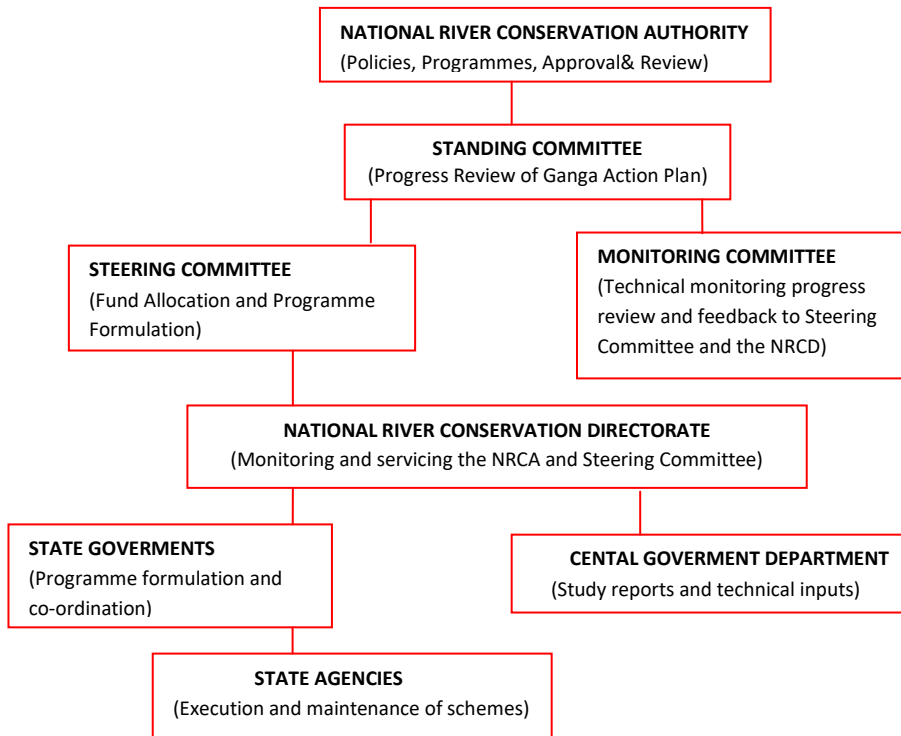 NATIONAL RIVER CONSERVATION AUTHORITY
(Policies, Programmes, Approval& Review)
STANDING COMMITTEE
(Progress Review of Ganga Action Plan)
STEERING COMMITTEE
(Fund Allocation and Programme
Formulation)
MONITORING COMMITTEE
(Technical monitoring progress
review and feedback to Steering
Committee and the NRCD)
NATIONAL RIVER CONSERVATION DIRECTORATE
(Monitoring and servicing the NRCA and Steering Committee)
STATE GOVERMENTS
(Programme formulation and
co-ordination)
CENTAL GOVERMENT DEPARTMENT
(Study reports and technical inputs)
STATE AGENCIES
(Execution and maintenance of schemes)